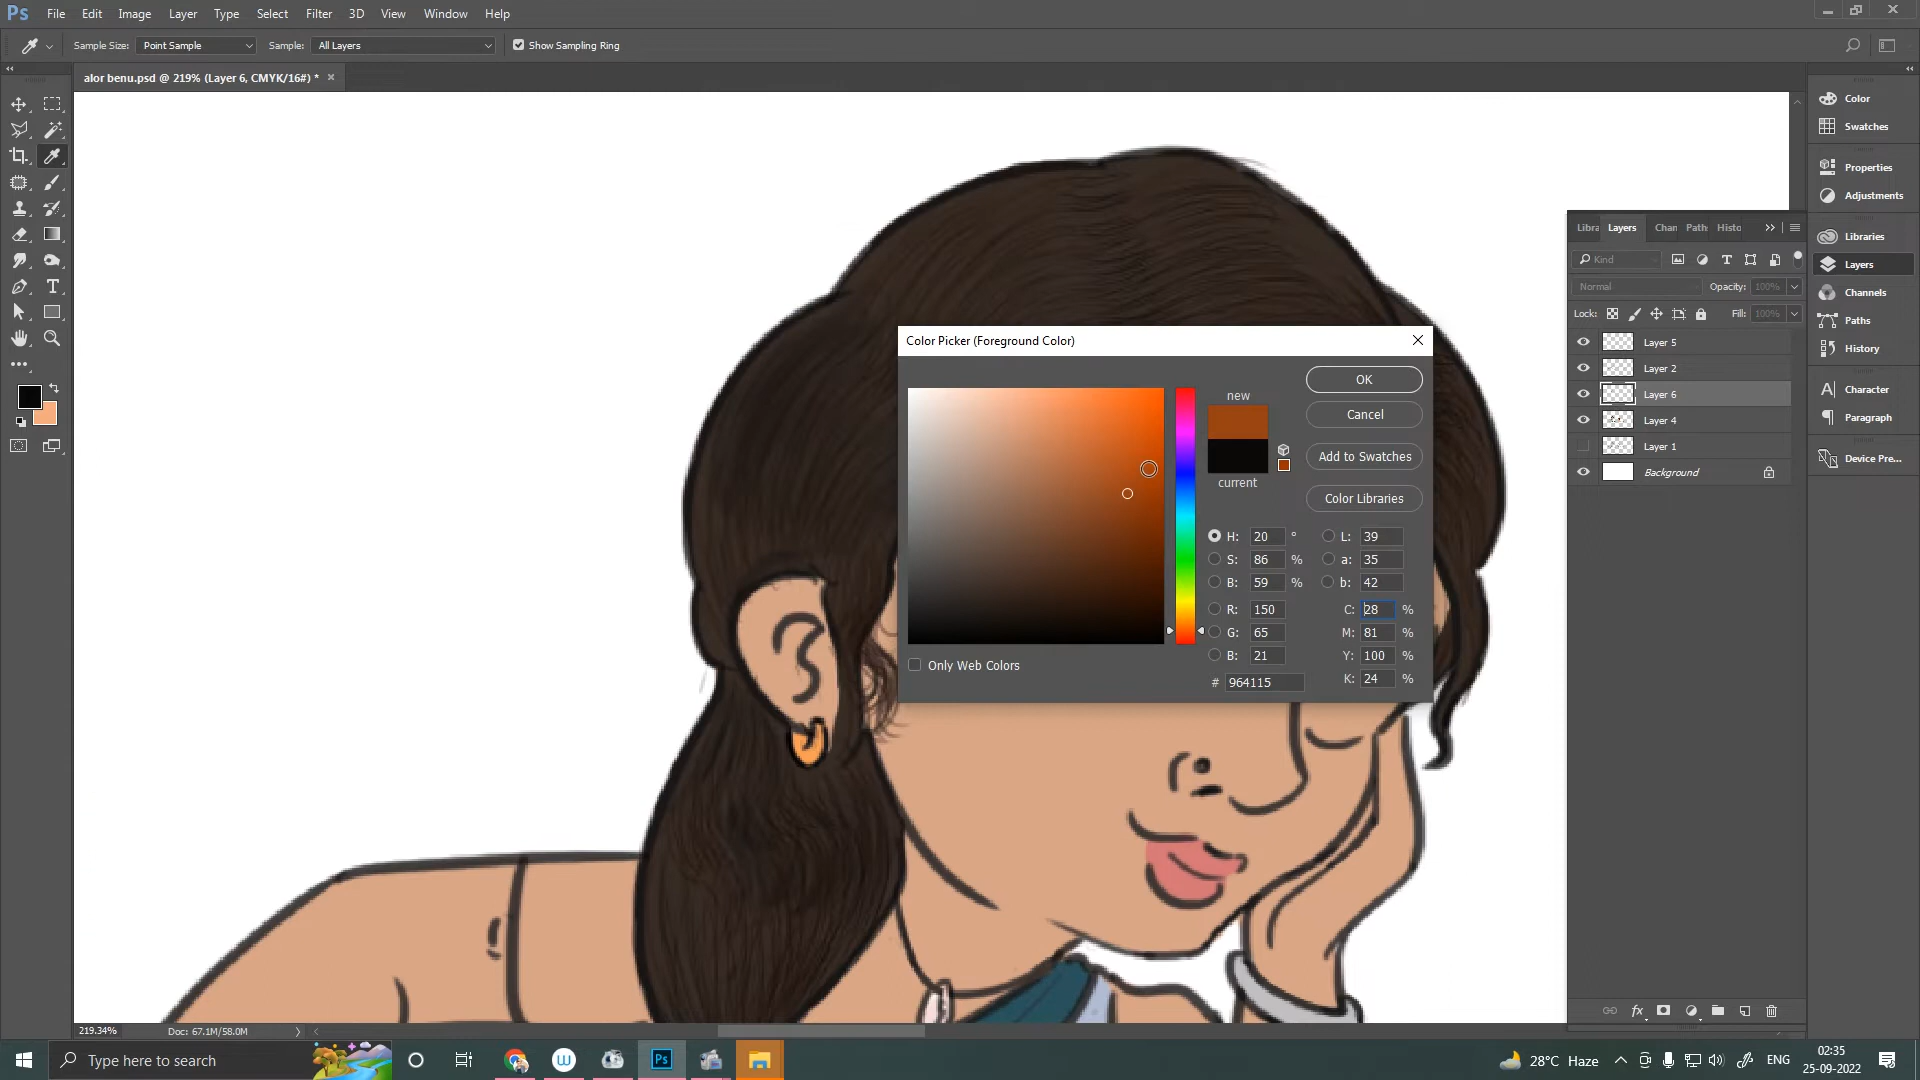 Ps File Edit Image Layer Type Select Filter 3D View Window Help
Sample Size: Point Sample Sample: All Layers Show Sampling Ring
alor benu.psd @ 219% (Layer 6, CMYK/16#) * ×
Color
Swatches
Properties
Adjustments
Libraries
Layers
Channels
Paths
History
Character
Paragraph
Device Pre...
Libra Layers Chan Path Histo
Kind
Normal Opacity: 100%
Lock: Fill: 100%
Layer 5
Layer 2
Layer 6
Layer 4
Layer 1
Background
Color Picker (Foreground Color)
new
current
OK
Cancel
Add to Swatches
Color Libraries
H: 20 ° L: 39
S: 86 % a: 35
B: 59 % b: 42
R: 150 C: 28 %
G: 65 M: 81 %
B: 21 Y: 100 %
# 964115 K: 24 %
Only Web Colors
219.34% Doc: 67.1M/58.0M
Type here to search
W
Ps
28°C Haze
ENG
02:35
25-09-2022